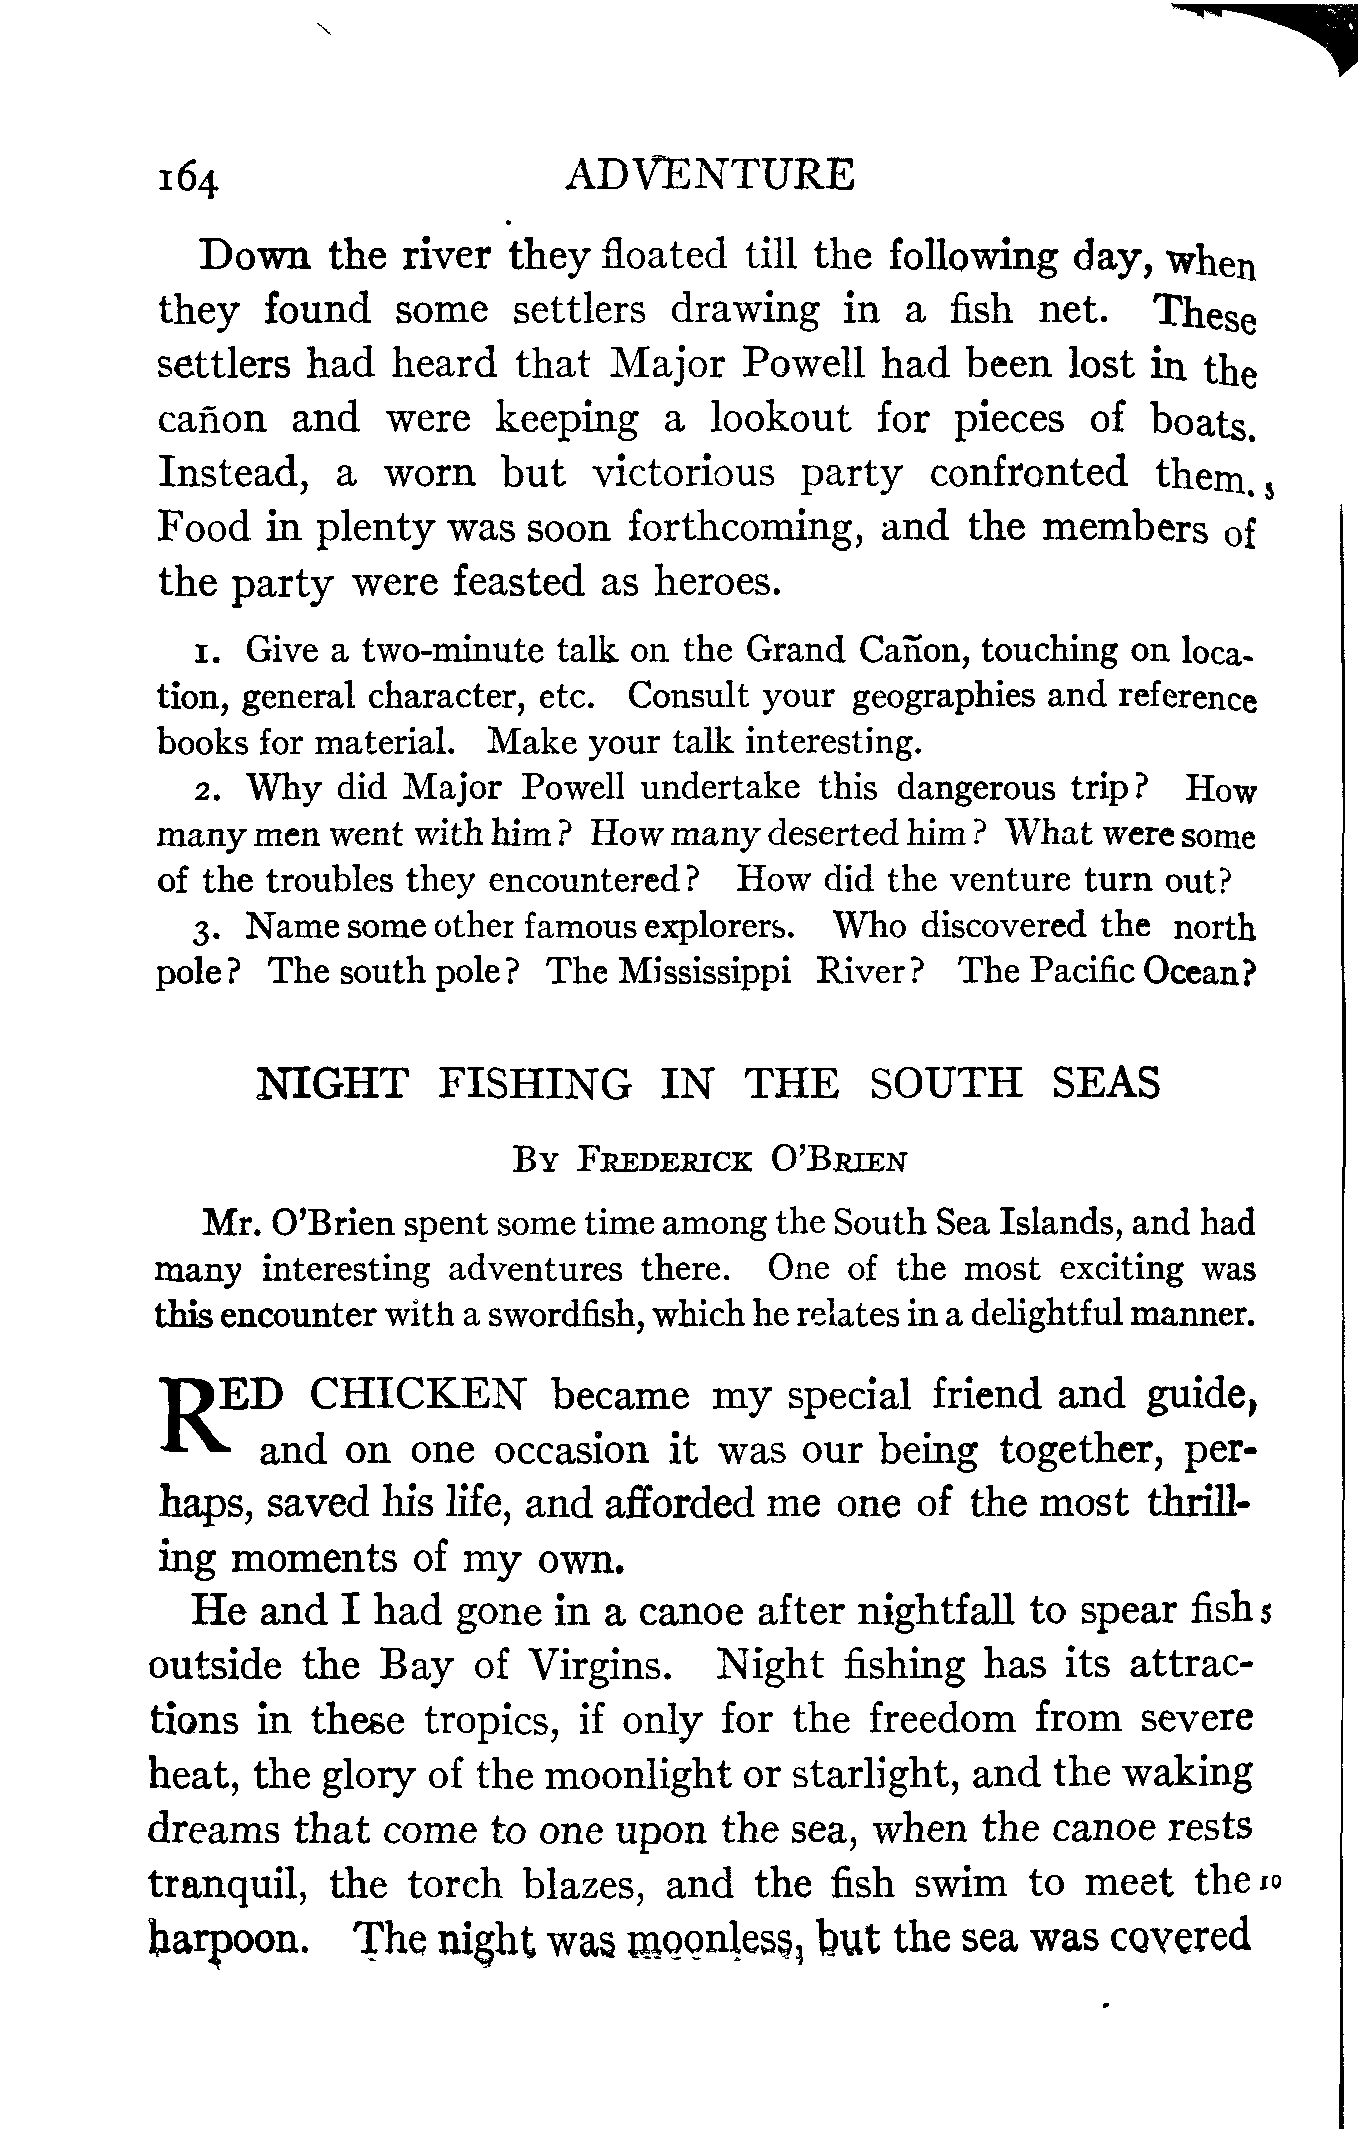 164 ADVENTURE
Down the river they floated till the following day, when
they found some settlers drawing in a fish net. These
settlers had heard that Major Powell had been lost in the
cañon and were keeping a lookout for pieces of boats.
Instead, a worn but victorious party confronted them. 5
Food in plenty was soon forthcoming, and the members of
the party were feasted as heroes.
1. Give a two-minute talk on the Grand Cañon, touching on loca-
tion, general character, etc. Consult your geographies and reference
books for material. Make your talk interesting.
2. Why did Major Powell undertake this dangerous trip? How
many men went with him? How many deserted him? What were some
of the troubles they encountered? How did the venture turn out?
3. Name some other famous explorers. Who discovered the north
pole? The south pole? The Mississippi River? The Pacific Ocean?
NIGHT FISHING IN THE SOUTH SEAS
By Frederick O'Brien
Mr. O'Brien spent some time among the South Sea Islands, and had
many interesting adventures there. One of the most exciting was
this encounter with a swordfish, which he relates in a delightful manner.
RED CHICKEN became my special friend and guide,
and on one occasion it was our being together, per-
haps, saved his life, and afforded me one of the most thrill-
ing moments of my own.
He and I had gone in a canoe after nightfall to spear fish 5
outside the Bay of Virgins. Night fishing has its attrac-
tions in these tropics, if only for the freedom from severe
heat, the glory of the moonlight or starlight, and the waking
dreams that come to one upon the sea, when the canoe rests
tranquil, the torch blazes, and the fish swim to meet the 10
harpoon. The night was moonless, but the sea was covered